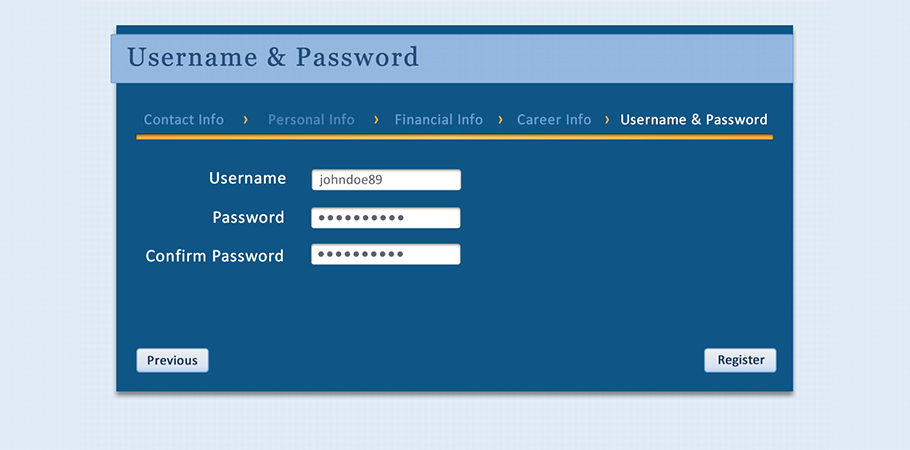 Username & Password
Contact Info › Personal Info › Financial Info › Career Info › Username & Password
Username johndoe89
Password ••••••••••
Confirm Password ••••••••••
Previous Register